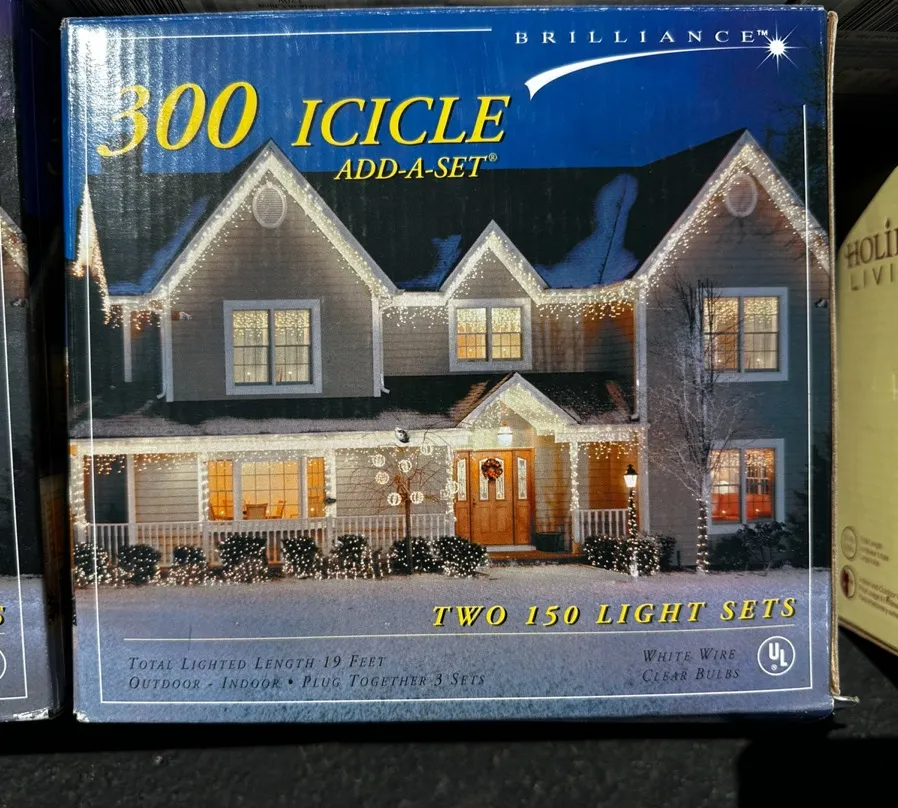 BRILLIANCE™
300 ICICLE
ADD-A-SET®
TWO 150 LIGHT SETS
TOTAL LIGHTED LENGTH 19 FEET
OUTDOOR - INDOOR • PLUG TOGETHER 3 SETS
WHITE WIRE
CLEAR BULBS
UL®
LIVI